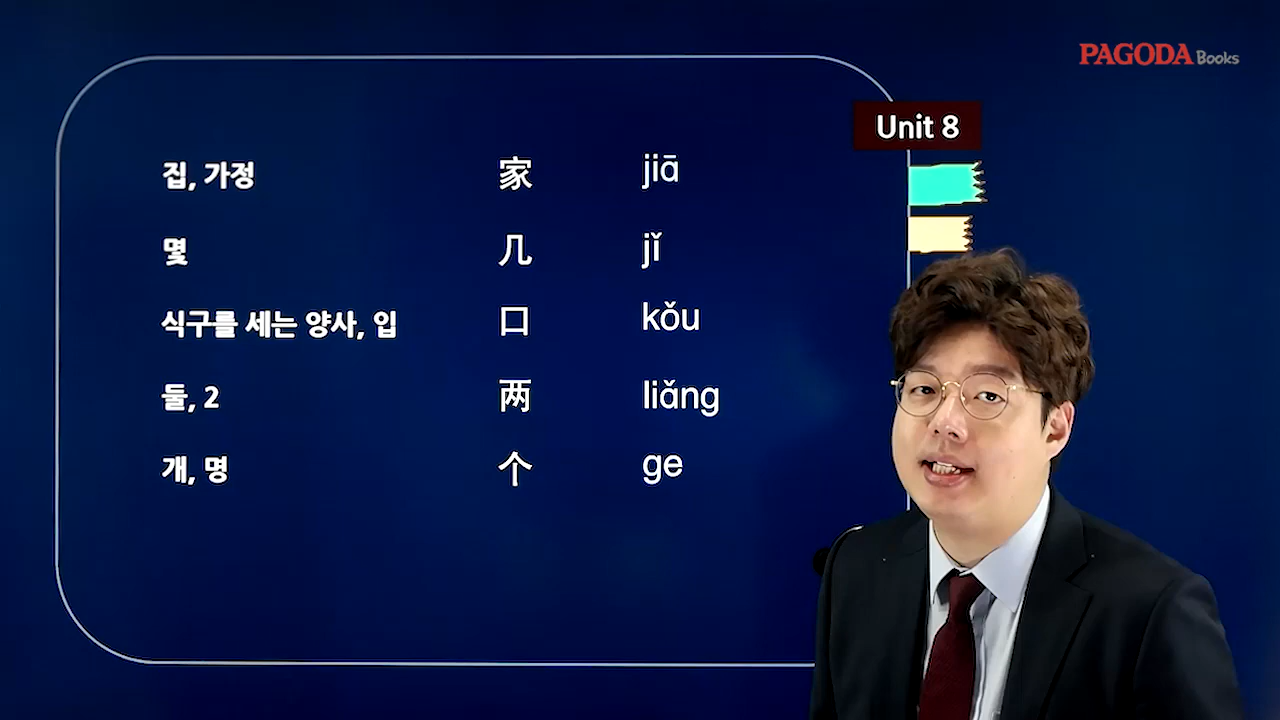 PAGODA Books
Unit 8
집, 가정 家 jiā
몇 几 jǐ
식구를 세는 양사, 입 口 kǒu
둘, 2 两 liǎng
개, 명 个 ge